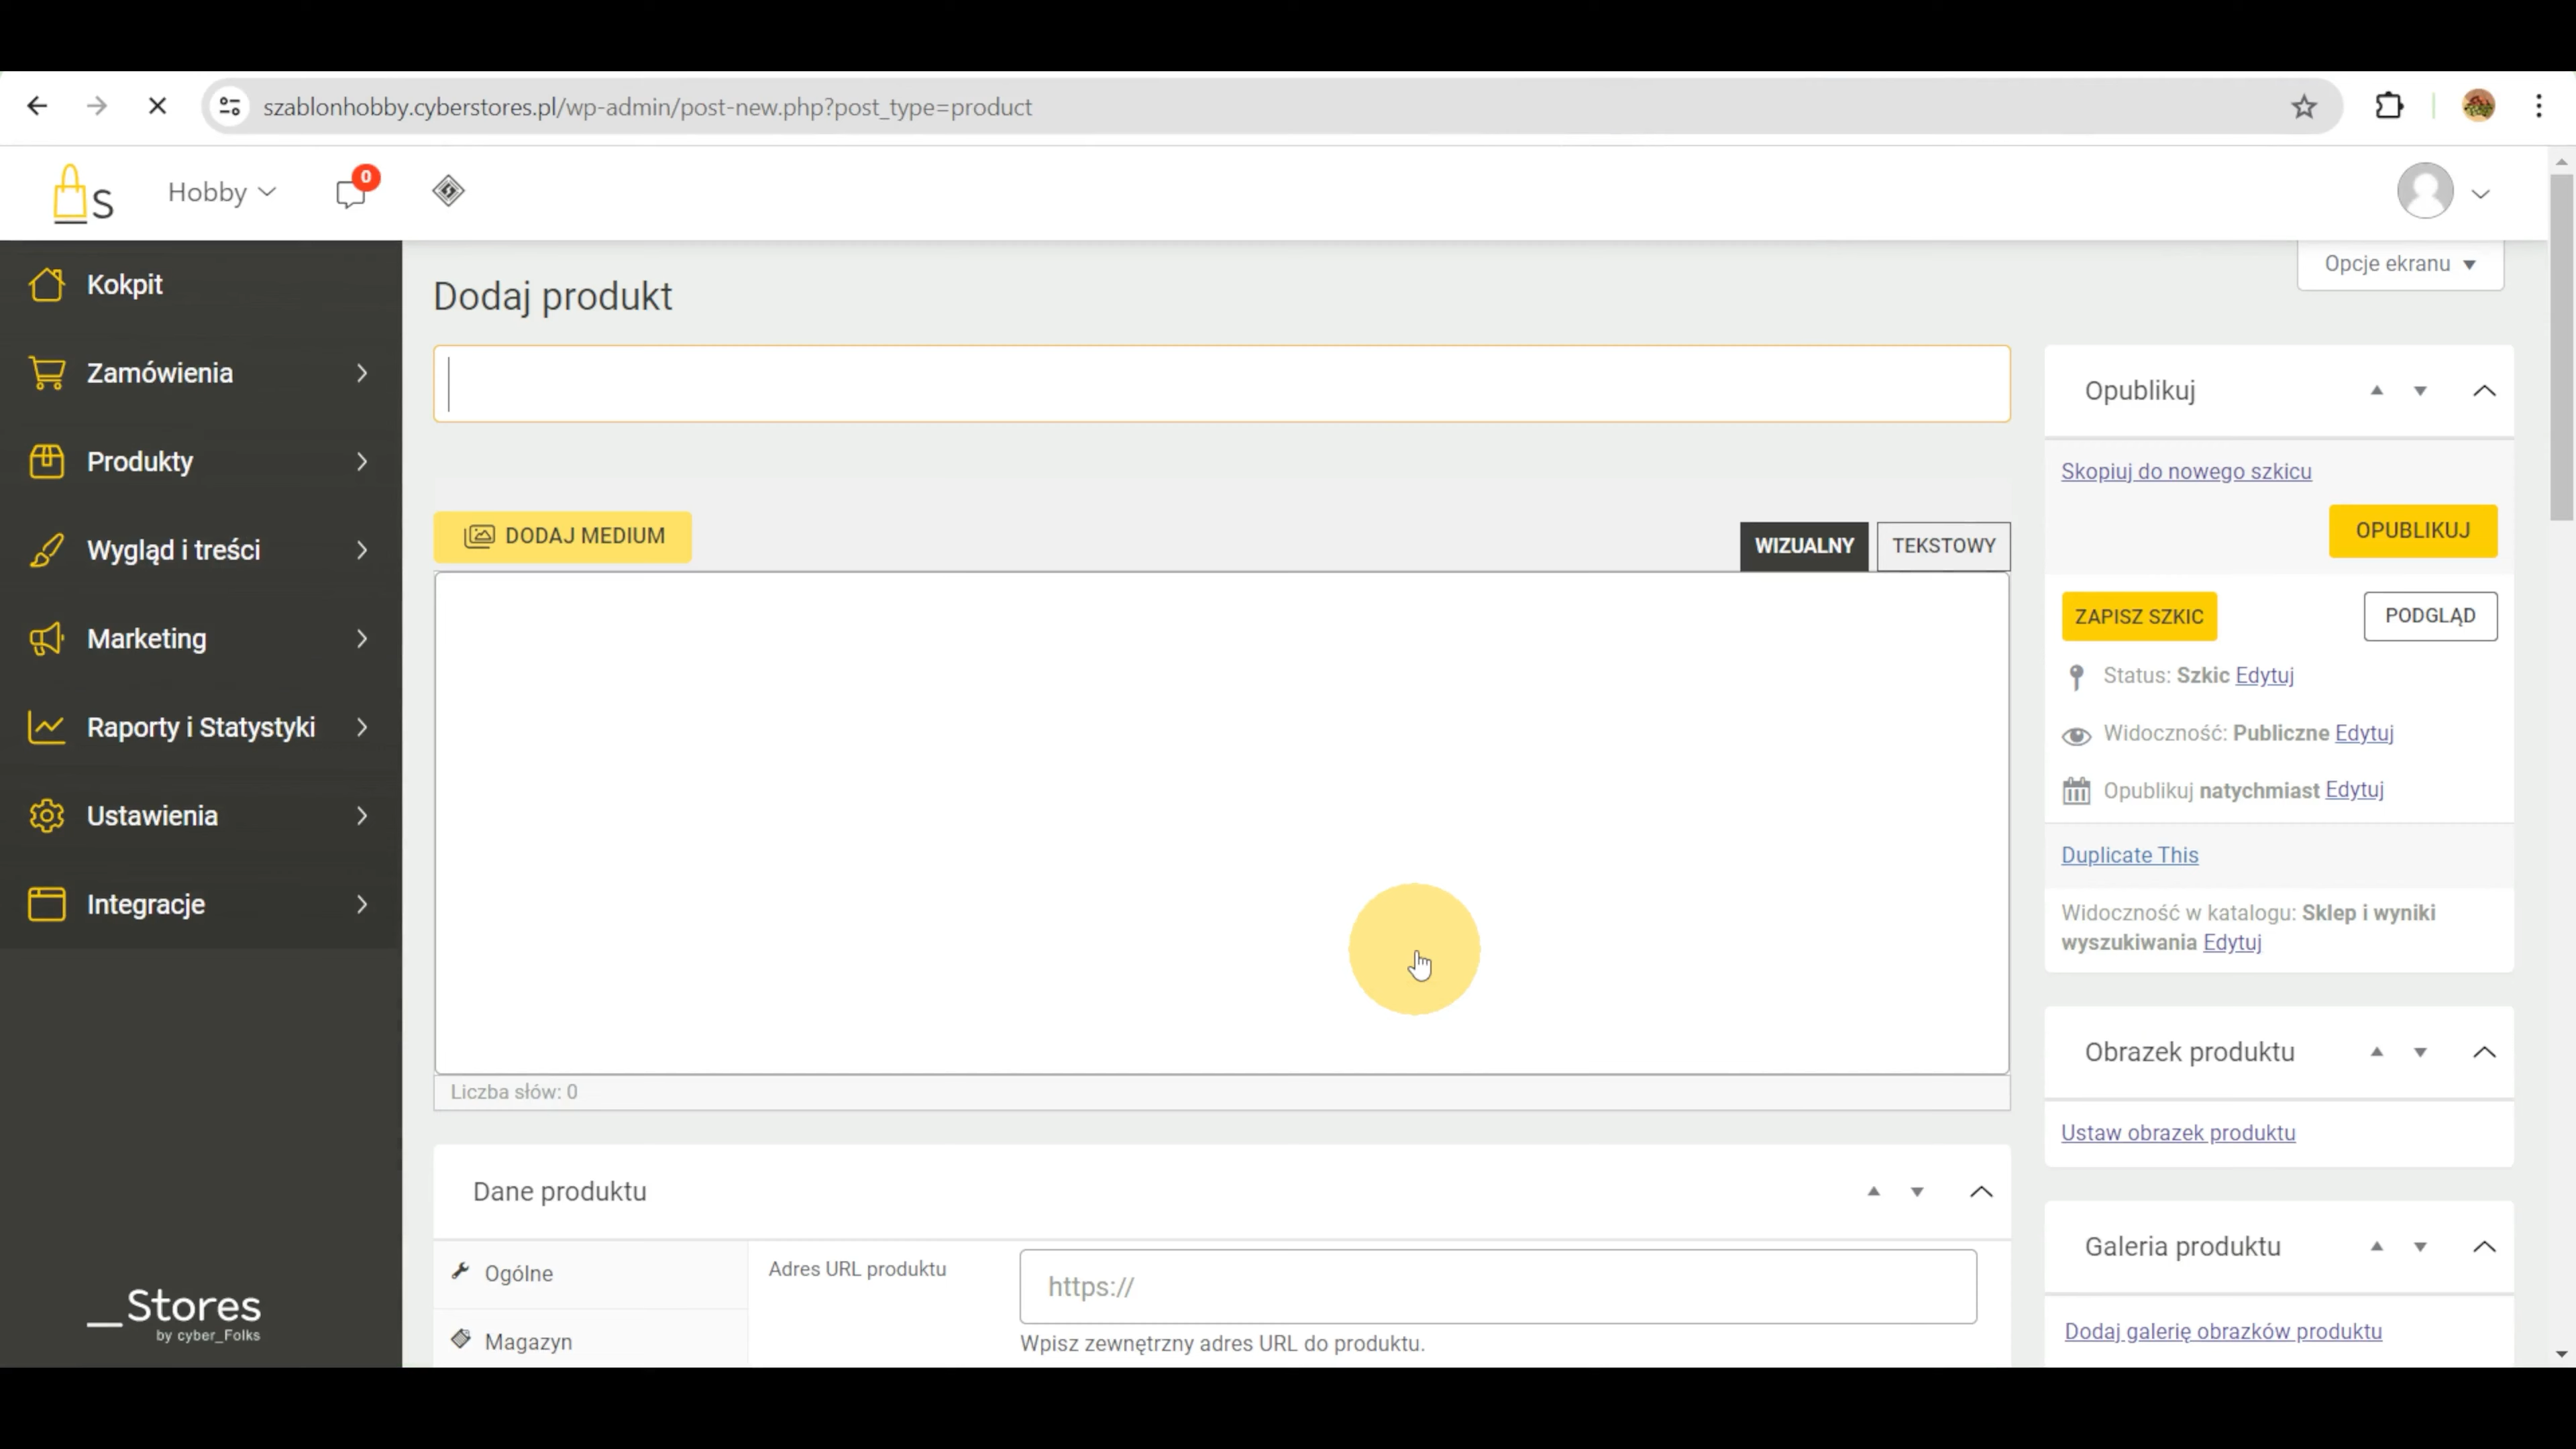 szablonhobby.cyberstores.pl/wp-admin/post-new.php?post_type=product
S
Hobby
0
Opcje ekranu
Kokpit
Zamówienia
Produkty
Wygląd i treści
Marketing
Raporty i Statystyki
Ustawienia
Integracje
__Stores
by cyber_Folks
Dodaj produkt
DODAJ MEDIUM
WIZUALNY
TEKSTOWY
Liczba słów: 0
Dane produktu
Ogólne
Magazyn
Adres URL produktu
https://
Wpisz zewnętrzny adres URL do produktu.
Opublikuj
Skopiuj do nowego szkicu
OPUBLIKUJ
ZAPISZ SZKIC
PODGLĄD
Status: Szkic Edytuj
Widoczność: Publiczne Edytuj
Opublikuj natychmiast Edytuj
Duplicate This
Widoczność w katalogu: Sklep i wyniki
wyszukiwania Edytuj
Obrazek produktu
Ustaw obrazek produktu
Galeria produktu
Dodaj galerię obrazków produktu